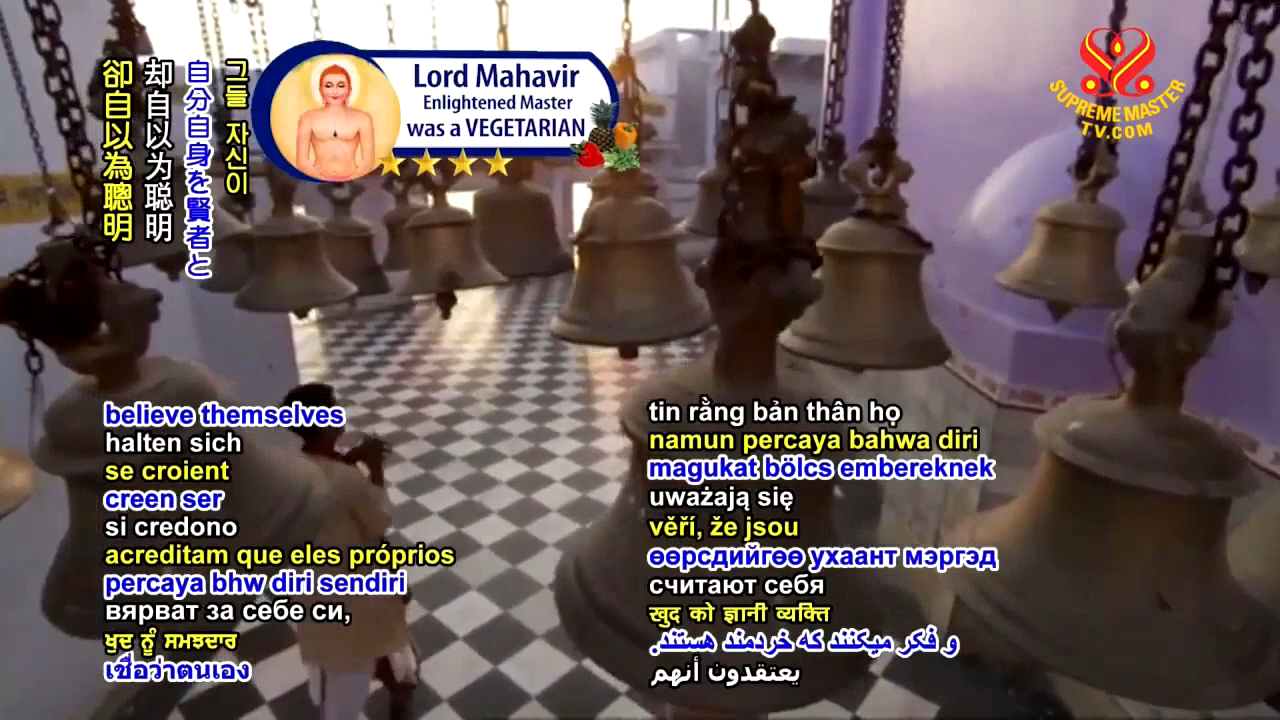 Lord Mahavir
Enlightened Master
was a VEGETARIAN
SUPREME MASTER
TV.COM
그들 자신이
自分自身を賢者と
却自以为聪明
卻自以為聰明
believe themselves
halten sich
se croient
creen ser
si credono
acreditam que eles próprios
percaya bhw diri sendiri
вярват за себе си,
ਖੁਦ ਨੂੰ ਸਮਝਦਾਰ
เชื่อว่าตนเอง
tin rằng bản thân họ
namun percaya bahwa diri
magukat bölcs embereknek
uważają się
věří, že jsou
өөрсдийгөө ухаант мэргэд
считают себя
खुद को ज्ञानी व्यक्ति
و فکر میکنند که خردمند هستند.
يعتقدون أنهم